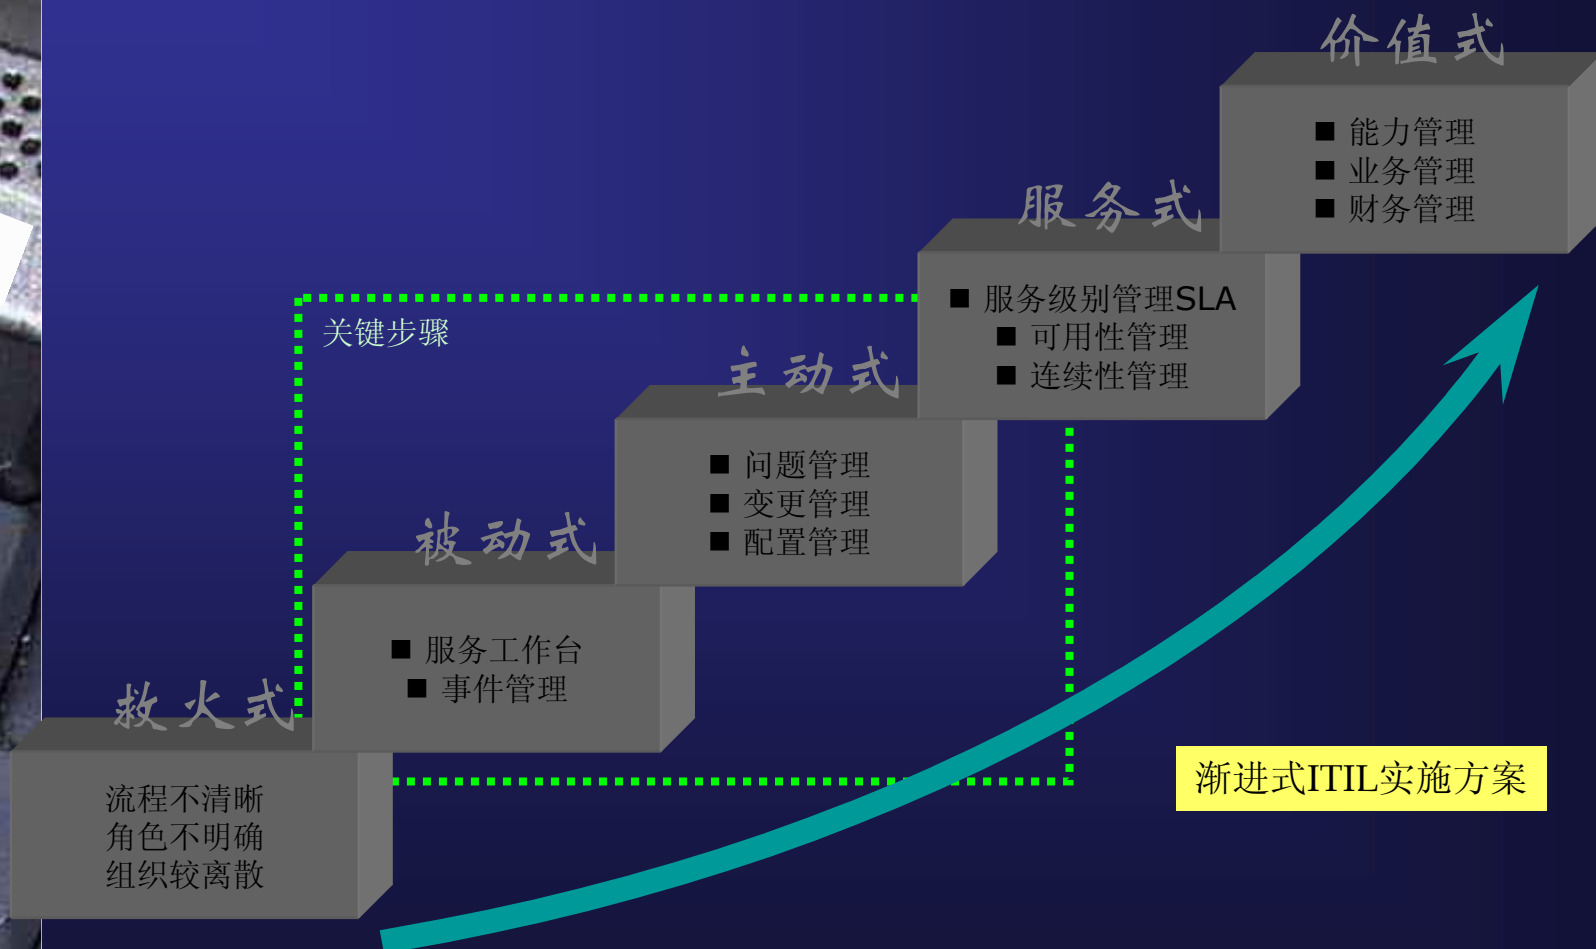 价值式
■ 能力管理
■ 业务管理
■ 财务管理
服务式
■ 服务级别管理SLA
■ 可用性管理
■ 连续性管理
关键步骤
主动式
■ 问题管理
■ 变更管理
■ 配置管理
被动式
■ 服务工作台
■ 事件管理
救火式
流程不清晰
角色不明确
组织较离散
渐进式ITIL实施方案